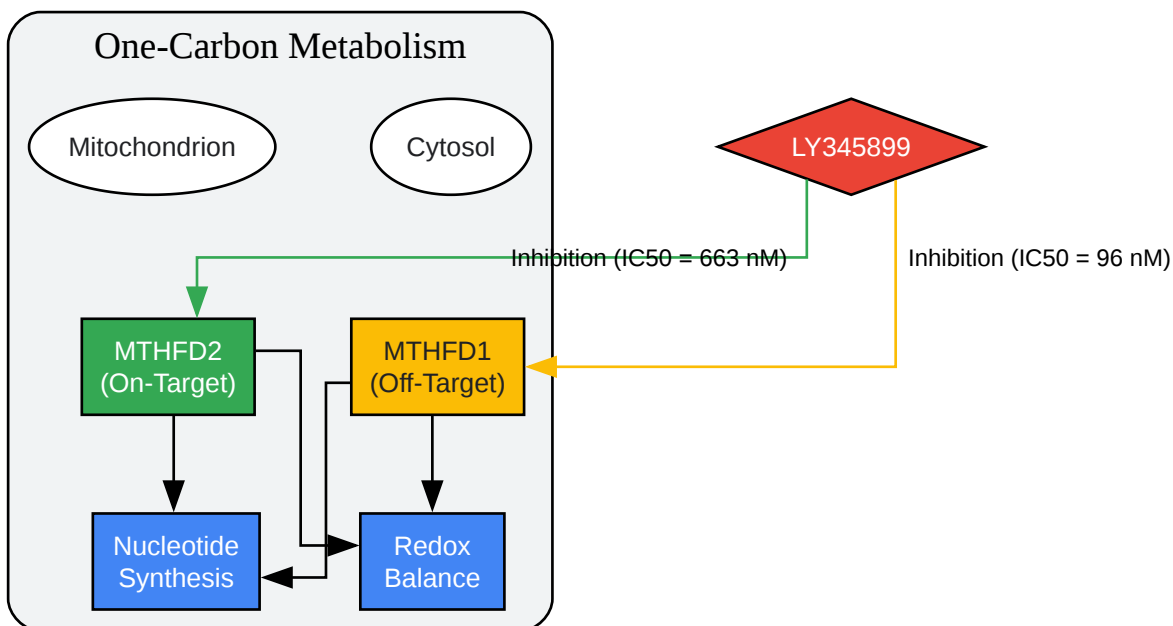 One-Carbon Metabolism
Mitochondrion
Cytosol
LY345899
Inhibition (IC50 = 663 nM)
Inhibition (IC50 = 96 nM)
MTHFD2
(On-Target)
MTHFD1
(Off-Target)
Nucleotide
Synthesis
Redox
Balance